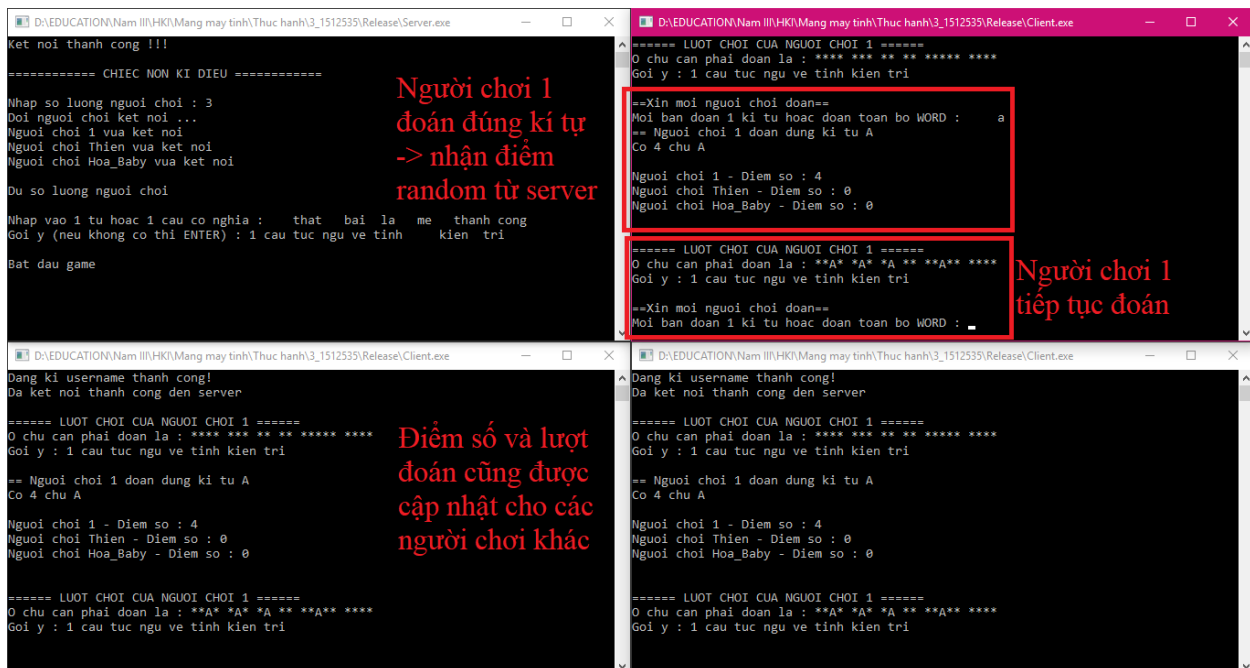 D:\EDUCATION\Nam III\HKI\Mang may tinh\Thuc hanh\3_1512535\Release\Server.exe
Ket noi thanh cong !!!
============ CHIEC NON KI DIEU ============
Nhap so luong nguoi choi : 3
Doi nguoi choi ket noi ...
Nguoi choi 1 vua ket noi
Nguoi choi Thien vua ket noi
Nguoi choi Hoa_Baby vua ket noi
Du so luong nguoi choi
Nhap vao 1 tu hoac 1 cau co nghia :    that   bai  la   me   thanh cong
Goi y (neu khong co thi ENTER) : 1 cau tuc ngu ve tinh     kien  tri
Bat dau game
Người chơi 1
đoán đúng kí tự
-> nhận điểm
random từ server
D:\EDUCATION\Nam III\HKI\Mang may tinh\Thuc hanh\3_1512535\Release\Client.exe
====== LUOT CHOI CUA NGUOI CHOI 1 ======
O chu can phai doan la : **** *** ** ** ***** ****
Goi y : 1 cau tuc ngu ve tinh kien tri
==Xin moi nguoi choi doan==
Moi ban doan 1 ki tu hoac doan toan bo WORD :     a
== Nguoi choi 1 doan dung ki tu A
Co 4 chu A
Nguoi choi 1 - Diem so : 4
Nguoi choi Thien - Diem so : 0
Nguoi choi Hoa_Baby - Diem so : 0
====== LUOT CHOI CUA NGUOI CHOI 1 ======
O chu can phai doan la : **A* *A* *A ** **A** ****
Goi y : 1 cau tuc ngu ve tinh kien tri
==Xin moi nguoi choi doan==
Moi ban doan 1 ki tu hoac doan toan bo WORD : _
Người chơi 1
tiếp tục đoán
D:\EDUCATION\Nam III\HKI\Mang may tinh\Thuc hanh\3_1512535\Release\Client.exe
Dang ki username thanh cong!
Da ket noi thanh cong den server
====== LUOT CHOI CUA NGUOI CHOI 1 ======
O chu can phai doan la : **** *** ** ** ***** ****
Goi y : 1 cau tuc ngu ve tinh kien tri
== Nguoi choi 1 doan dung ki tu A
Co 4 chu A
Nguoi choi 1 - Diem so : 4
Nguoi choi Thien - Diem so : 0
Nguoi choi Hoa_Baby - Diem so : 0
====== LUOT CHOI CUA NGUOI CHOI 1 ======
O chu can phai doan la : **A* *A* *A ** **A** ****
Goi y : 1 cau tuc ngu ve tinh kien tri
Điểm số và lượt
đoán cũng được
cập nhật cho các
người chơi khác
D:\EDUCATION\Nam III\HKI\Mang may tinh\Thuc hanh\3_1512535\Release\Client.exe
Dang ki username thanh cong!
Da ket noi thanh cong den server
====== LUOT CHOI CUA NGUOI CHOI 1 ======
O chu can phai doan la : **** *** ** ** ***** ****
Goi y : 1 cau tuc ngu ve tinh kien tri
== Nguoi choi 1 doan dung ki tu A
Co 4 chu A
Nguoi choi 1 - Diem so : 4
Nguoi choi Thien - Diem so : 0
Nguoi choi Hoa_Baby - Diem so : 0
====== LUOT CHOI CUA NGUOI CHOI 1 ======
O chu can phai doan la : **A* *A* *A ** **A** ****
Goi y : 1 cau tuc ngu ve tinh kien tri